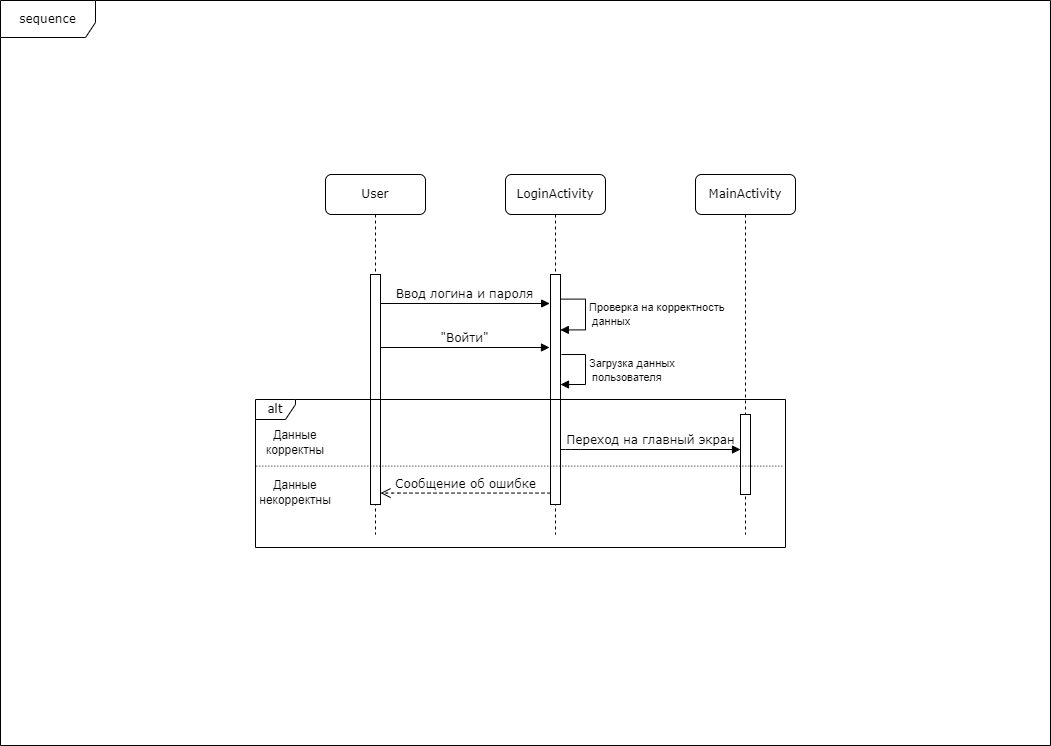 sequence
User
LoginActivity
MainActivity
Ввод логина и пароля
Проверка на корректность
данных
"Войти"
Загрузка данных
пользователя
alt
Данные
корректны
Переход на главный экран
Данные
некорректны
Сообщение об ошибке